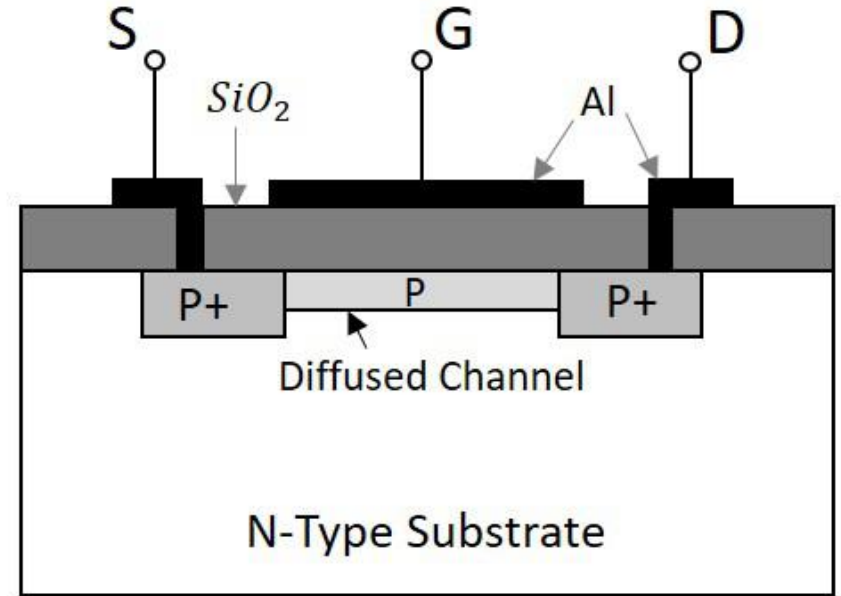 S
G
D
SiO₂
Al
P+
P
P+
Diffused Channel
N-Type Substrate